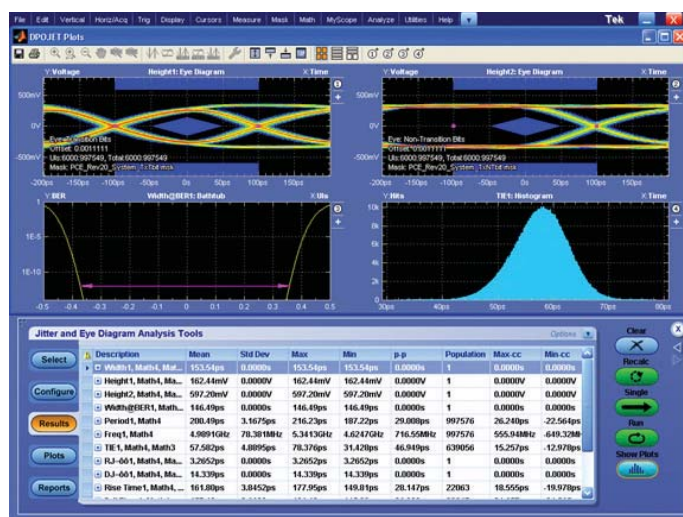 File Edit Vertical Horiz/Acq Trig Display Cursors Measure Mask Math MyScope Analyze Utilities Help Tek
DPOJET Plots
Y:Voltage Height1: Eye Diagram X:Time
500mV
0V
-500mV
Eye: Transition Bits
Offset: 0.0011111
UIs:6000:997549, Total:6000:997549
-200ps -150ps -100ps -50ps 0s 50ps 100ps 150ps
Y:Voltage Height2: Eye Diagram X:Time
500mV
0V
-500mV
Eye: Non-Transition Bits
Offset: 0.0011111
UIs:6000:997549, Total:6000:997549
-200ps -150ps -100ps -50ps 0s 50ps 100ps 150ps
Y:BER Width@BER1: Bathtub X:UIs
1
1E-5
1E-10
-0.5 -0.4 -0.3 -0.2 -0.1 0 0.1 0.2 0.3 0.4 0.5
Y:Hits TIE1: Histogram X:Time
10k
8k
6k
4k
2k
0
30ps 40ps 50ps 60ps 70ps 80ps
Jitter and Eye Diagram Analysis Tools Options
Select
Configure
Results
Plots
Reports
Description Mean Std Dev Max Min p-p Population Max-cc Min-cc
Width1, Math4, Mat... 153.54ps 0.0000s 153.54ps 153.54ps 0.0000s 1 0.0000s 0.0000s
Height1, Math4, Ma... 162.44mV 0.0000V 162.44mV 162.44mV 0.0000V 1 0.0000V 0.0000V
Height2, Math4, Ma... 597.20mV 0.0000V 597.20mV 597.20mV 0.0000V 1 0.0000V 0.0000V
Width@BER1, Math... 146.49ps 0.0000s 146.49ps 146.49ps 0.0000s 1 0.0000s 0.0000s
Period1, Math4 200.49ps 3.1675ps 216.23ps 187.22ps 29.008ps 997576 26.240ps -22.564ps
Freq1, Math4 4.9891GHz 78.381MHz 5.3413GHz 4.6247GHz 716.55MHz 997575 555.94MHz -649.32MHz
TIE1, Math4, Math3 57.582ps 4.8895ps 78.376ps 31.428ps 46.949ps 639056 15.257ps -12.978ps
RJ-δδ1, Math4, Ma... 3.2652ps 0.0000s 3.2652ps 3.2652ps 0.0000s 1 0.0000s 0.0000s
DJ-δδ1, Math4, Ma... 14.339ps 0.0000s 14.339ps 14.339ps 0.0000s 1 0.0000s 0.0000s
Rise Time1, Math4, ... 161.80ps 3.8452ps 177.95ps 149.81ps 28.147ps 22063 18.555ps -19.978ps
Clear
Recalc
Single
Run
Show Plots